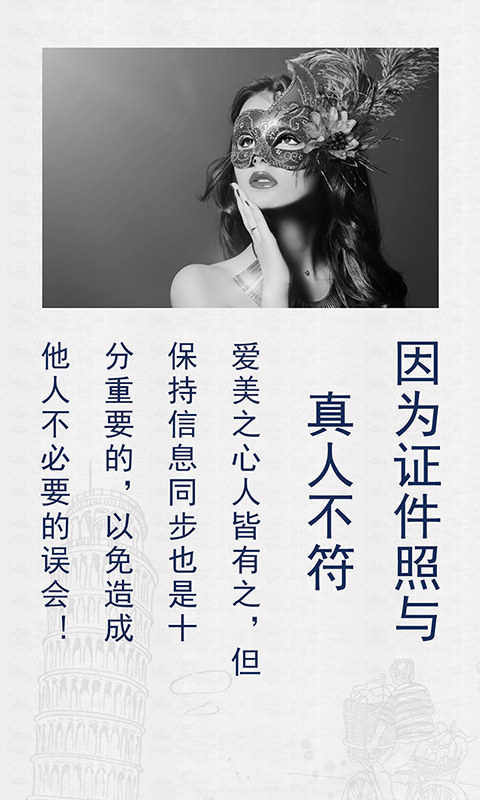 因为证件照与
真人不符
爱美之心人皆有之，但
保持信息同步也是十
分重要的，以免造成
他人不必要的误会！